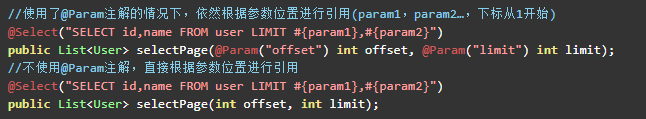 //使用了@Param注解的情况下，依然根据参数位置进行引用(param1，param2…，下标从1开始)
@Select("SELECT id,name FROM user LIMIT #{param1},#{param2}")
public List<User> selectPage(@Param("offset") int offset, @Param("limit") int limit);
//不使用@Param注解，直接根据参数位置进行引用
@Select("SELECT id,name FROM user LIMIT #{param1},#{param2}")
public List<User> selectPage(int offset, int limit);